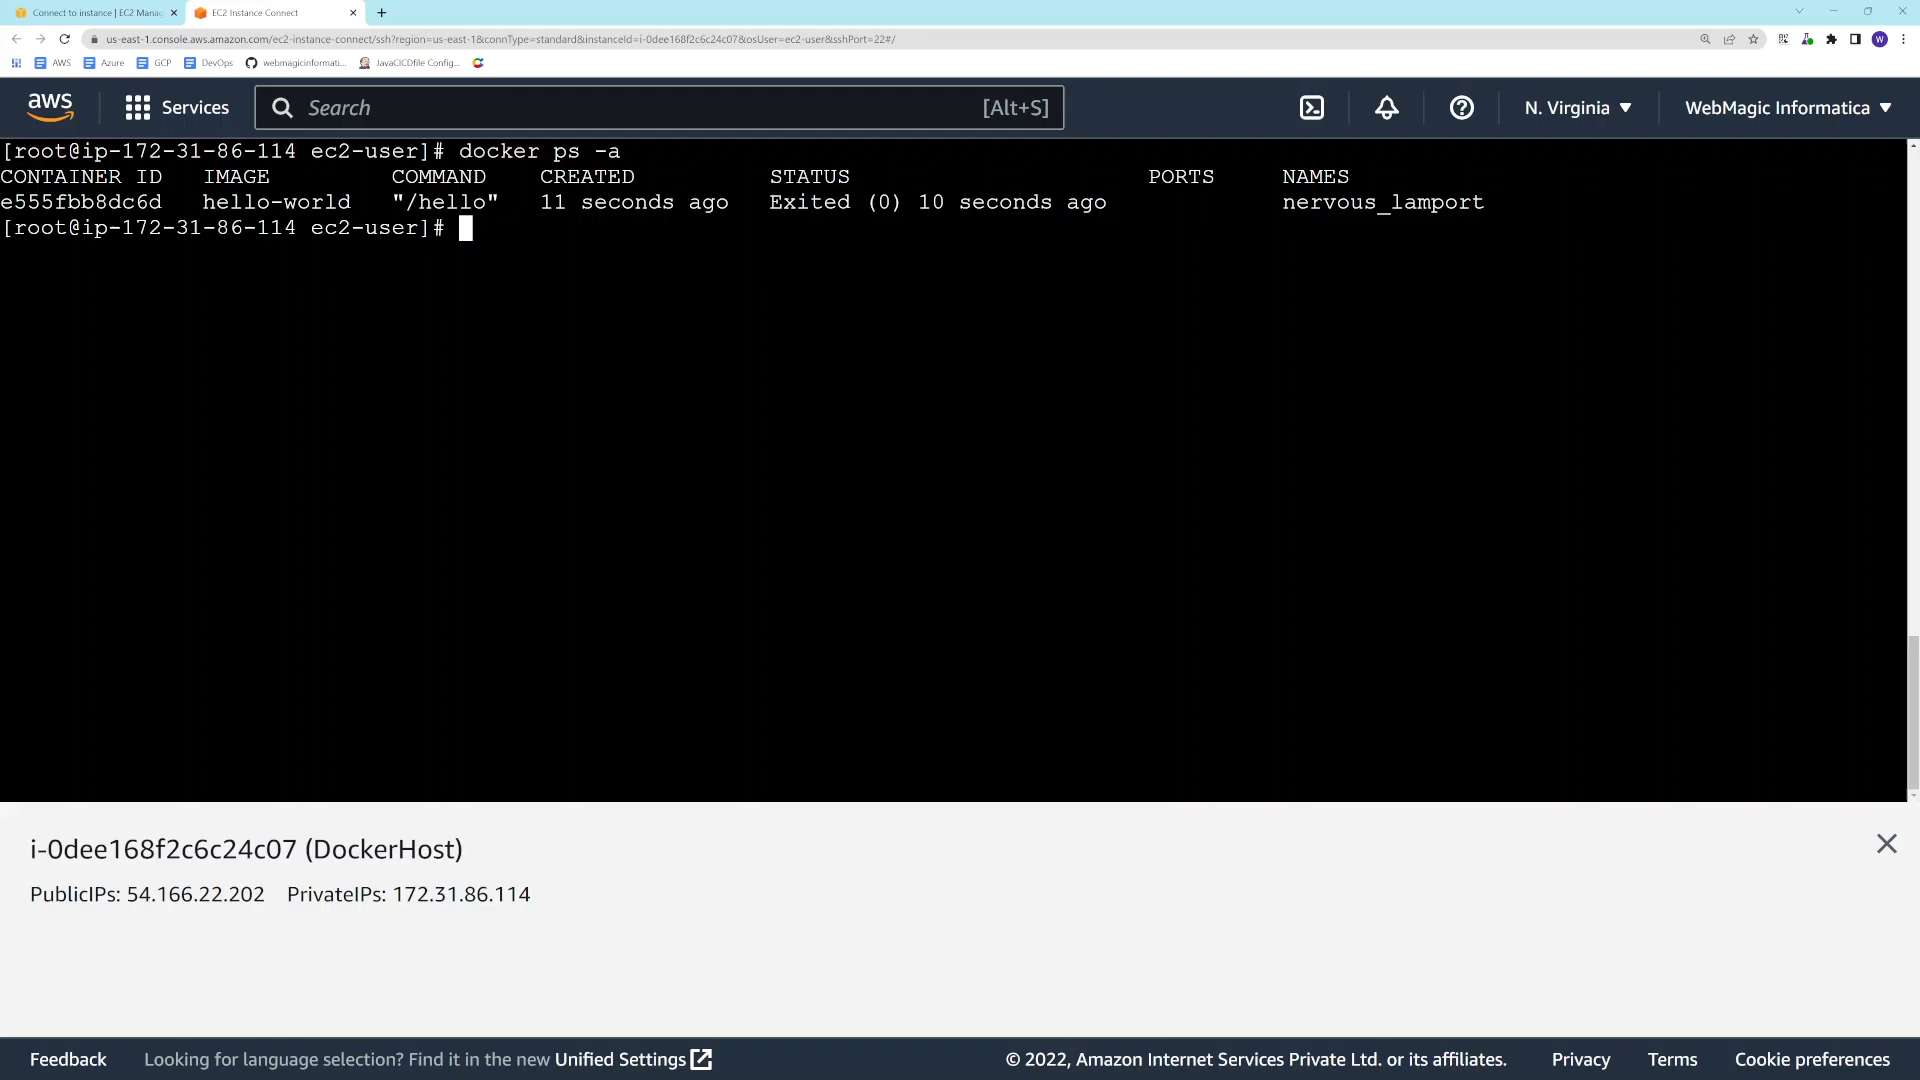 Connect to instance | EC2 Manag
EC2 Instance Connect
us-east-1.console.aws.amazon.com/ec2-instance-connect/ssh?region=us-east-1&connType=standard&instanceId=i-0dee168f2c6c24c07&osUser=ec2-user&sshPort=22#/
W
AWS Azure GCP DevOps webmagicinformati... JavaCICDfile Config...
aws Services Search [Alt+S] N. Virginia WebMagic Informatica
[root@ip-172-31-86-114 ec2-user]# docker ps -a
CONTAINER ID IMAGE COMMAND CREATED STATUS PORTS NAMES
e555fbb8dc6d hello-world "/hello" 11 seconds ago Exited (0) 10 seconds ago nervous_lamport
[root@ip-172-31-86-114 ec2-user]#
i-0dee168f2c6c24c07 (DockerHost)
PublicIPs: 54.166.22.202 PrivateIPs: 172.31.86.114
Feedback Looking for language selection? Find it in the new Unified Settings © 2022, Amazon Internet Services Private Ltd. or its affiliates. Privacy Terms Cookie preferences